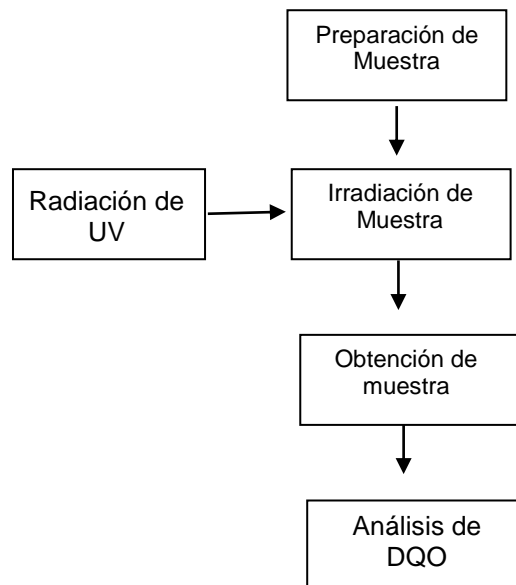 Preparación de
Muestra
Radiación de
UV
Irradiación de
Muestra
Obtención de
muestra
Análisis de
DQO